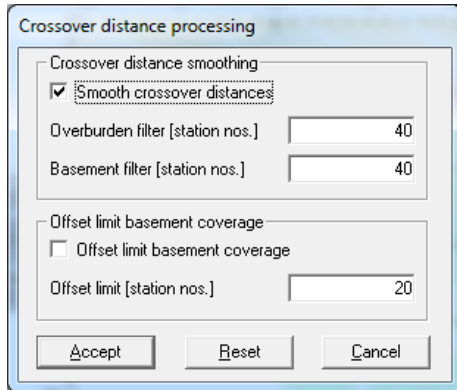 Crossover distance processing
Crossover distance smoothing
Smooth crossover distances
Overburden filter [station nos.] 40
Basement filter [station nos.] 40
Offset limit basement coverage
Offset limit basement coverage
Offset limit [station nos.] 20
Accept Reset Cancel